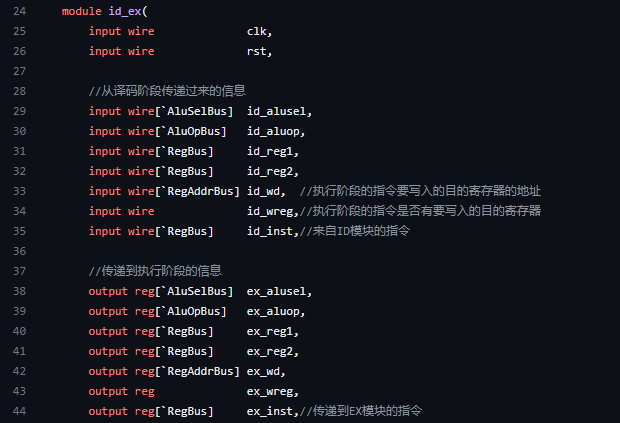 24 module id_ex(
25 input wire clk,
26 input wire rst,
27
28 //从译码阶段传递过来的信息
29 input wire[`AluSelBus] id_alusel,
30 input wire[`AluOpBus] id_aluop,
31 input wire[`RegBus] id_reg1,
32 input wire[`RegBus] id_reg2,
33 input wire[`RegAddrBus] id_wd, //执行阶段的指令要写入的目的寄存器的地址
34 input wire id_wreg,//执行阶段的指令是否有要写入的目的寄存器
35 input wire[`RegBus] id_inst,//来自ID模块的指令
36
37 //传递到执行阶段的信息
38 output reg[`AluSelBus] ex_alusel,
39 output reg[`AluOpBus] ex_aluop,
40 output reg[`RegBus] ex_reg1,
41 output reg[`RegBus] ex_reg2,
42 output reg[`RegAddrBus] ex_wd,
43 output reg ex_wreg,
44 output reg[`RegBus] ex_inst,//传递到EX模块的指令